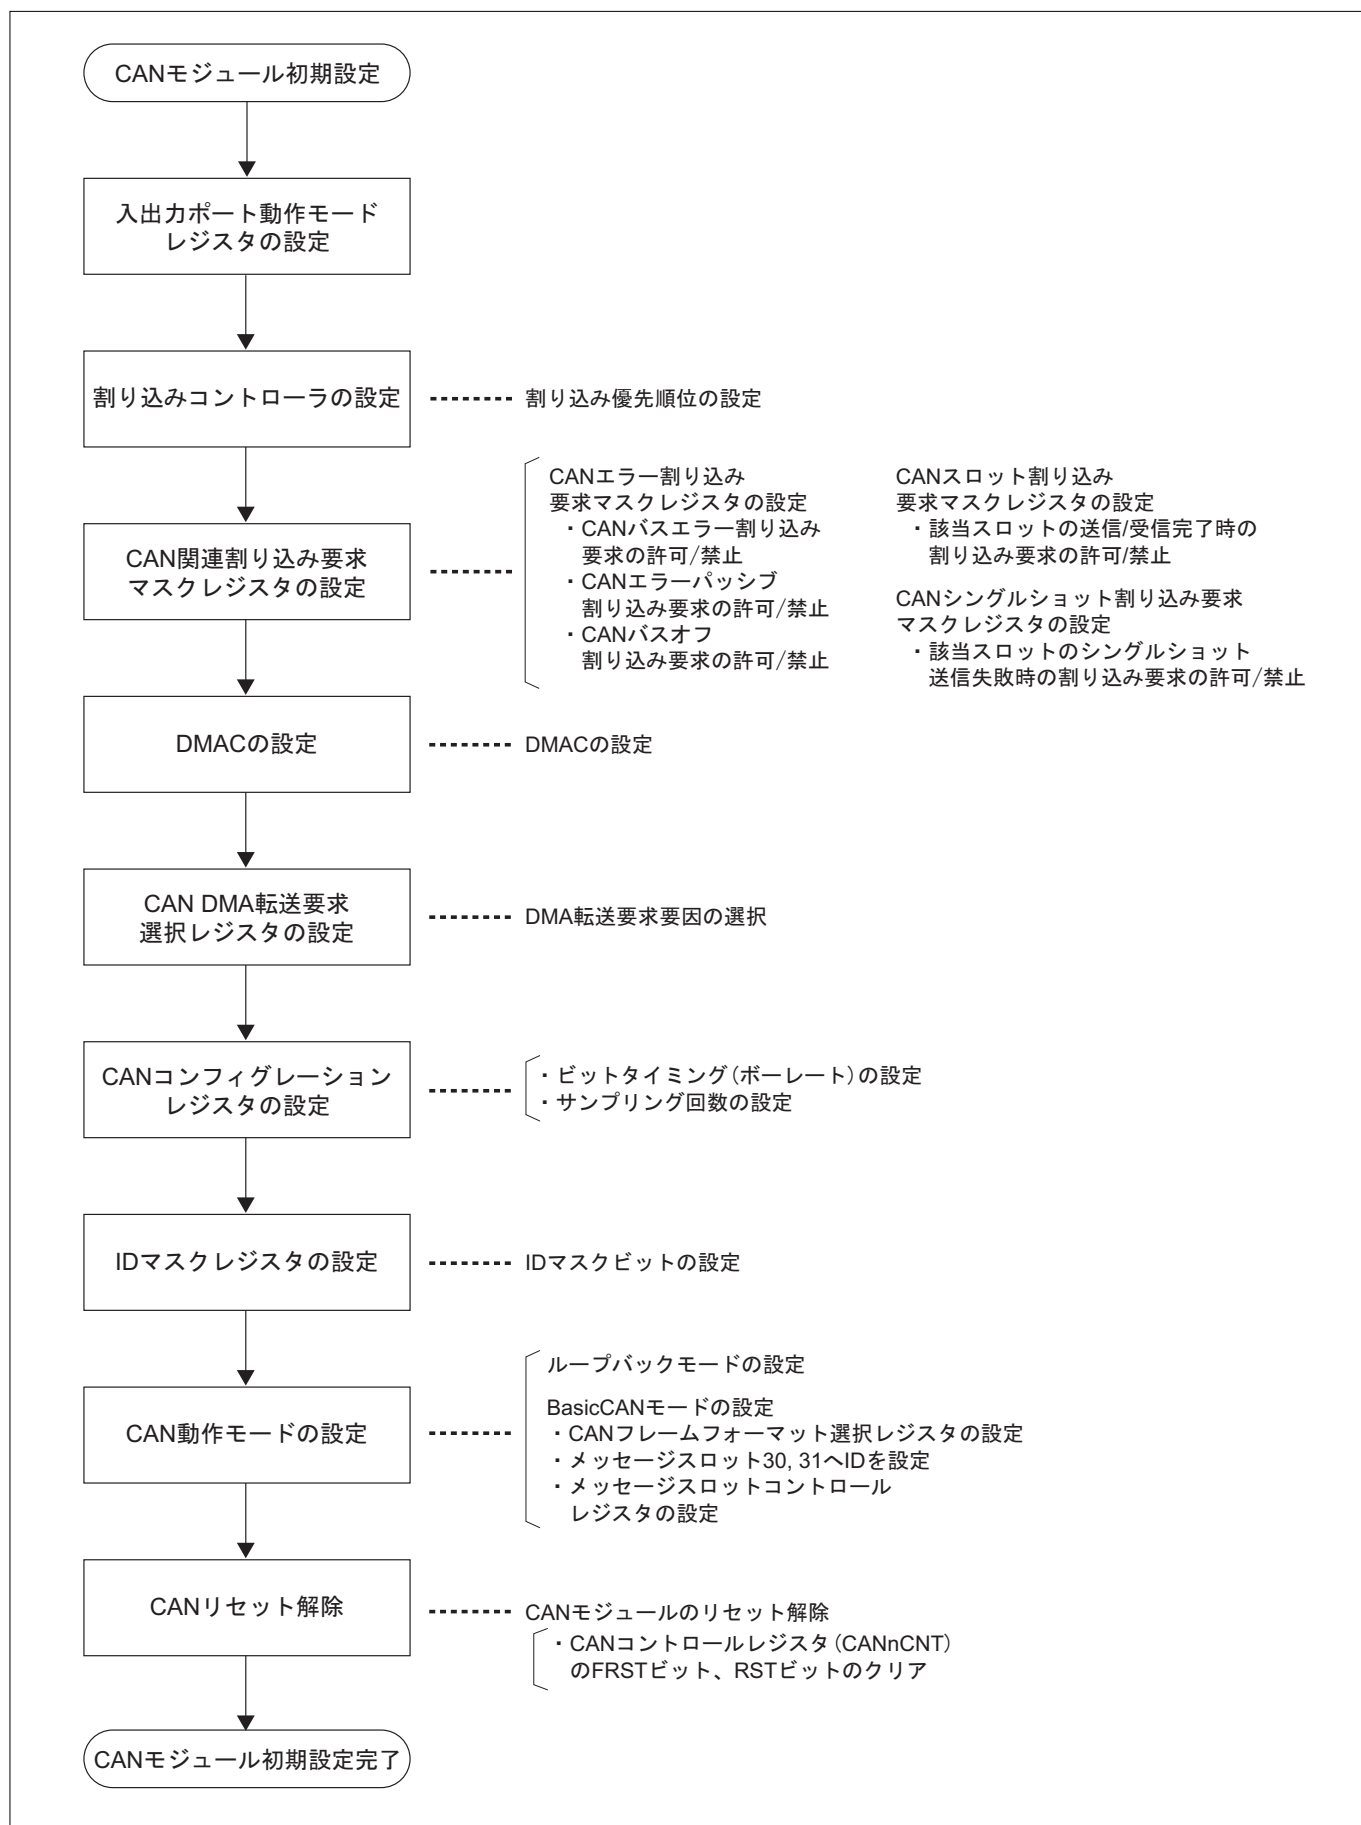 CANモジュール初期設定
入出力ポート動作モード
レジスタの設定
割り込みコントローラの設定
割り込み優先順位の設定
CAN関連割り込み要求
マスクレジスタの設定
CANエラー割り込み
要求マスクレジスタの設定
・CANバスエラー割り込み
要求の許可/禁止
・CANエラーパッシブ
割り込み要求の許可/禁止
・CANバスオフ
割り込み要求の許可/禁止
CANスロット割り込み
要求マスクレジスタの設定
・該当スロットの送信/受信完了時の
割り込み要求の許可/禁止
CANシングルショット割り込み要求
マスクレジスタの設定
・該当スロットのシングルショット
送信失敗時の割り込み要求の許可/禁止
DMACの設定
DMACの設定
CAN DMA転送要求
選択レジスタの設定
DMA転送要求要因の選択
CANコンフィグレーション
レジスタの設定
・ビットタイミング(ボーレート)の設定
・サンプリング回数の設定
IDマスクレジスタの設定
IDマスクビットの設定
CAN動作モードの設定
ループバックモードの設定
BasicCANモードの設定
・CANフレームフォーマット選択レジスタの設定
・メッセージスロット30, 31へIDを設定
・メッセージスロットコントロール
レジスタの設定
CANリセット解除
CANモジュールのリセット解除
・CANコントロールレジスタ(CANnCNT)
のFRSTビット、RSTビットのクリア
CANモジュール初期設定完了